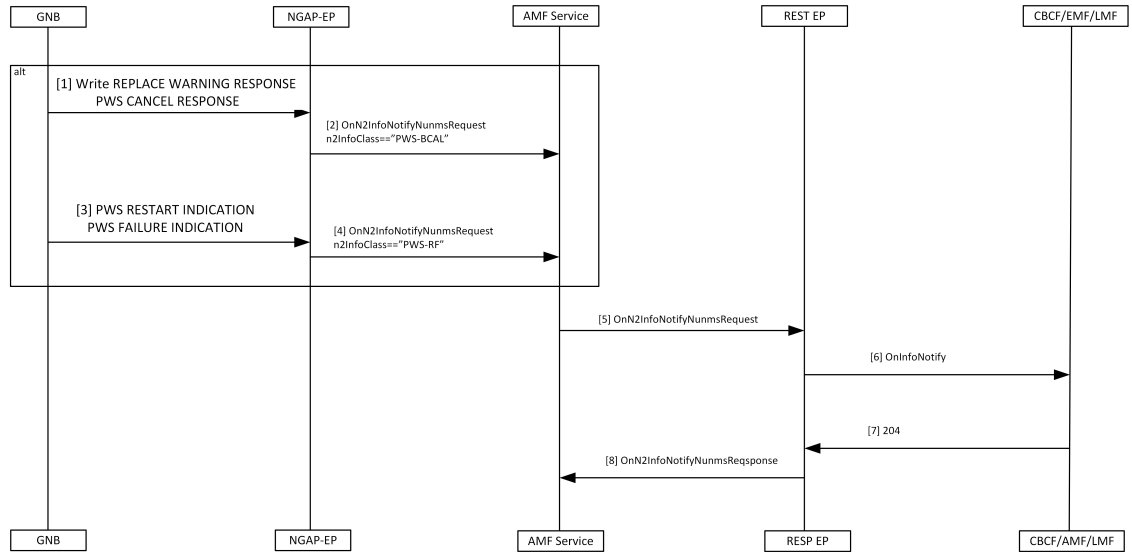 GNB
NGAP-EP
AMF Service
REST EP
CBCF/EMF/LMF
alt
[1] Write REPLACE WARNING RESPONSE
PWS CANCEL RESPONSE
[2] OnN2InfoNotifyNunmsRequest
n2InfoClass==”PWS-BCAL”
[3] PWS RESTART INDICATION
PWS FAILURE INDICATION
[4] OnN2InfoNotifyNunmsRequest
n2InfoClass==”PWS-RF”
[5] OnN2InfoNotifyNunmsRequest
[6] OnInfoNotify
[7] 204
[8] OnN2InfoNotifyNunmsReqsponse
GNB
NGAP-EP
AMF Service
RESP EP
CBCF/AMF/LMF